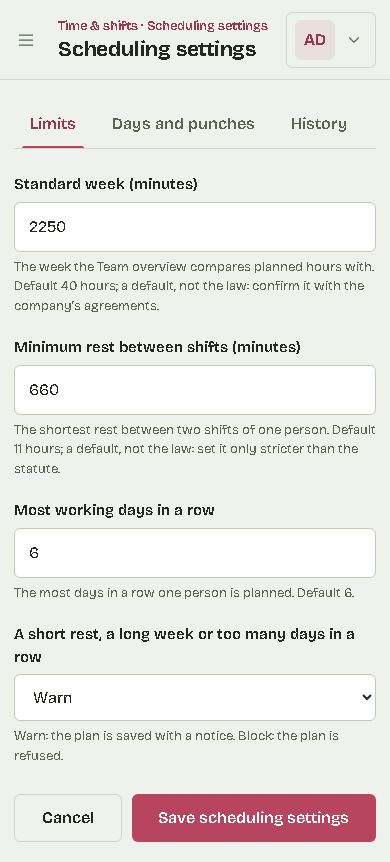 Time & shifts · Scheduling settings
Scheduling settings
AD
Limits
Days and punches
History
Standard week (minutes)
2250
The week the Team overview compares planned hours with.
Default 40 hours; a default, not the law: confirm it with the
company's agreements.
Minimum rest between shifts (minutes)
660
The shortest rest between two shifts of one person. Default
11 hours; a default, not the law: set it only stricter than the
statute.
Most working days in a row
6
The most days in a row one person is planned. Default 6.
A short rest, a long week or too many days in a
row
Warn
Warn: the plan is saved with a notice. Block: the plan is
refused.
Cancel
Save scheduling settings